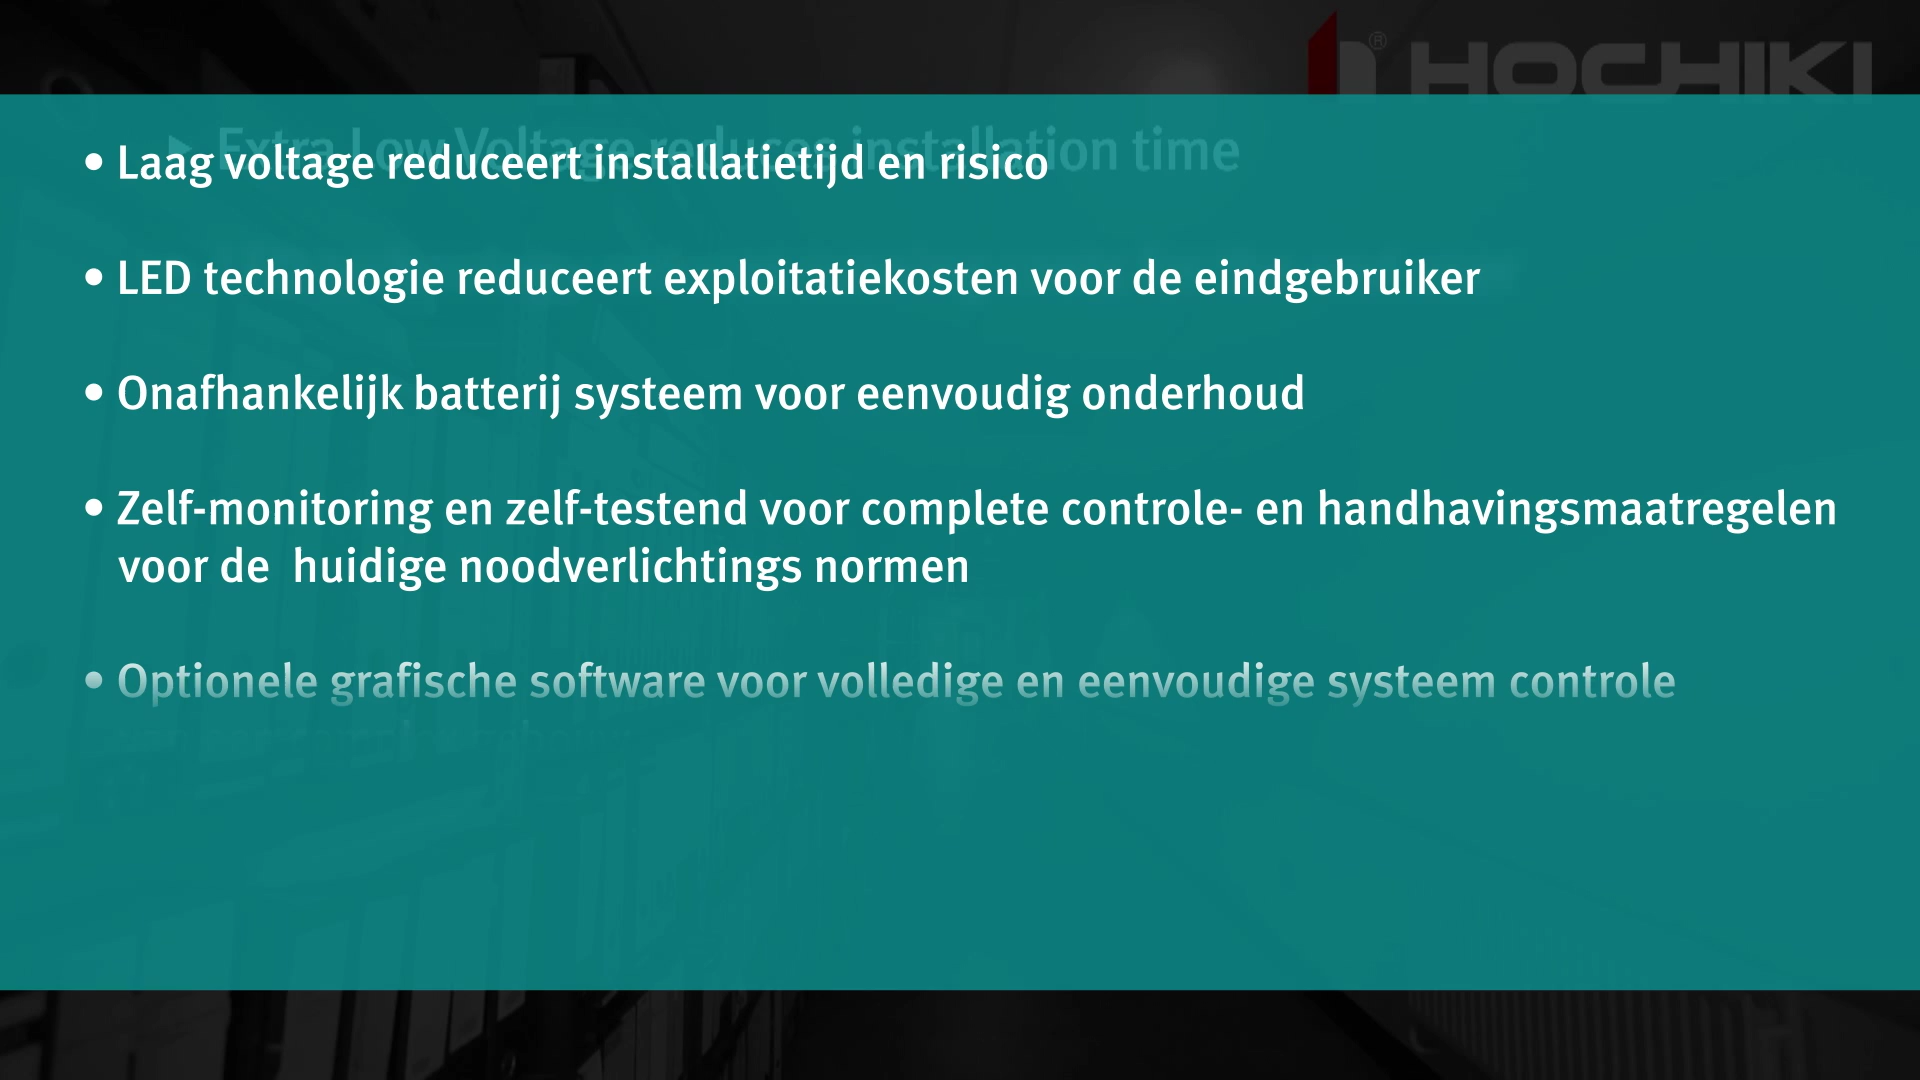 ® HOCHIKI
Extra Low Voltage reduces installation time
• Laag voltage reduceert installatietijd en risico
• LED technologie reduceert exploitatiekosten voor de eindgebruiker
• Onafhankelijk batterij systeem voor eenvoudig onderhoud
• Zelf-monitoring en zelf-testend voor complete controle- en handhavingsmaatregelen
voor de huidige noodverlichtings normen
• Optionele grafische software voor volledige en eenvoudige systeem controle